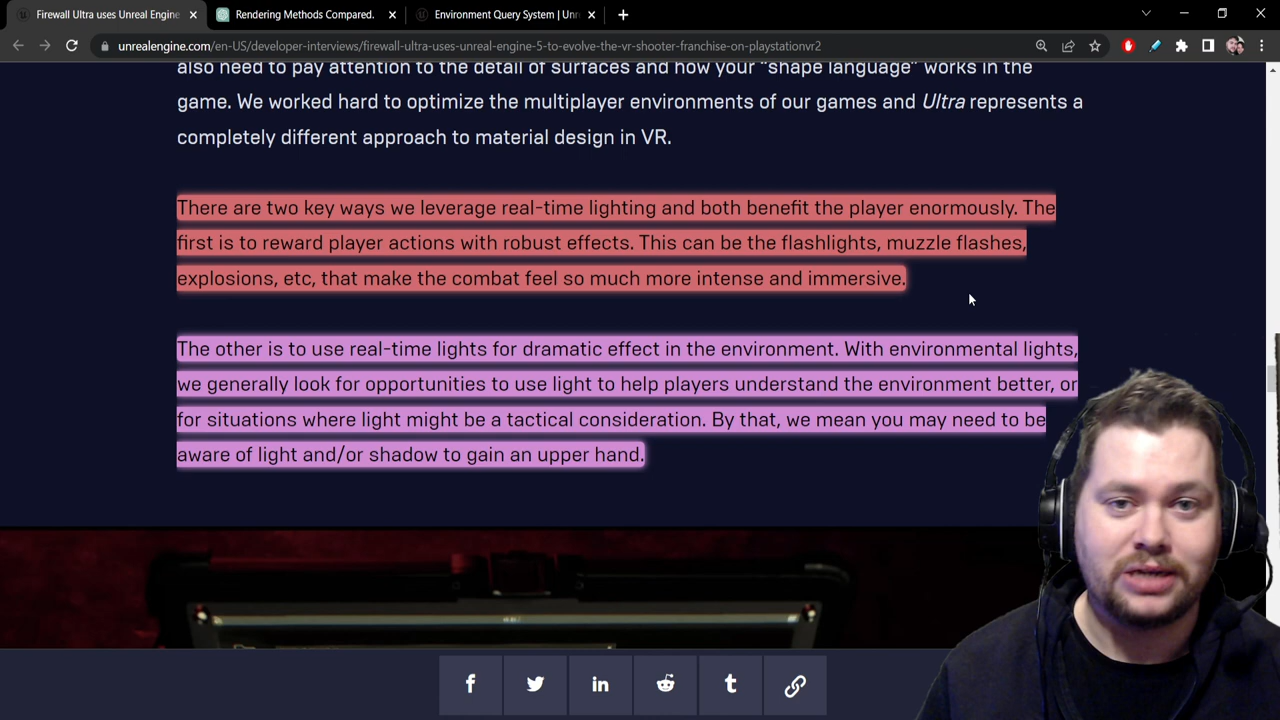 Firewall Ultra uses Unreal Engine
Rendering Methods Compared.
Environment Query System | Unr
unrealengine.com/en-US/developer-interviews/firewall-ultra-uses-unreal-engine-5-to-evolve-the-vr-shooter-franchise-on-playstationvr2
also need to pay attention to the detail of surfaces and how your “shape language” works in the
game. We worked hard to optimize the multiplayer environments of our games and Ultra represents a
completely different approach to material design in VR.
There are two key ways we leverage real-time lighting and both benefit the player enormously. The
first is to reward player actions with robust effects. This can be the flashlights, muzzle flashes,
explosions, etc, that make the combat feel so much more intense and immersive.
The other is to use real-time lights for dramatic effect in the environment. With environmental lights,
we generally look for opportunities to use light to help players understand the environment better, or
for situations where light might be a tactical consideration. By that, we mean you may need to be
aware of light and/or shadow to gain an upper hand.